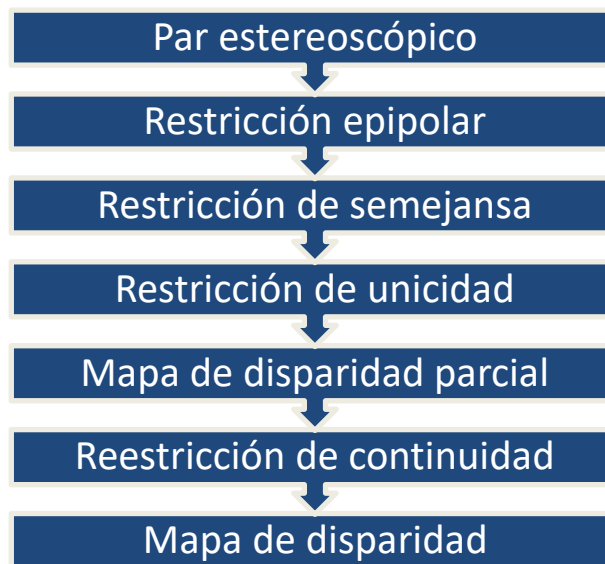 Par estereoscópico
Restricción epipolar
Restricción de semejansa
Restricción de unicidad
Mapa de disparidad parcial
Reestricción de continuidad
Mapa de disparidad